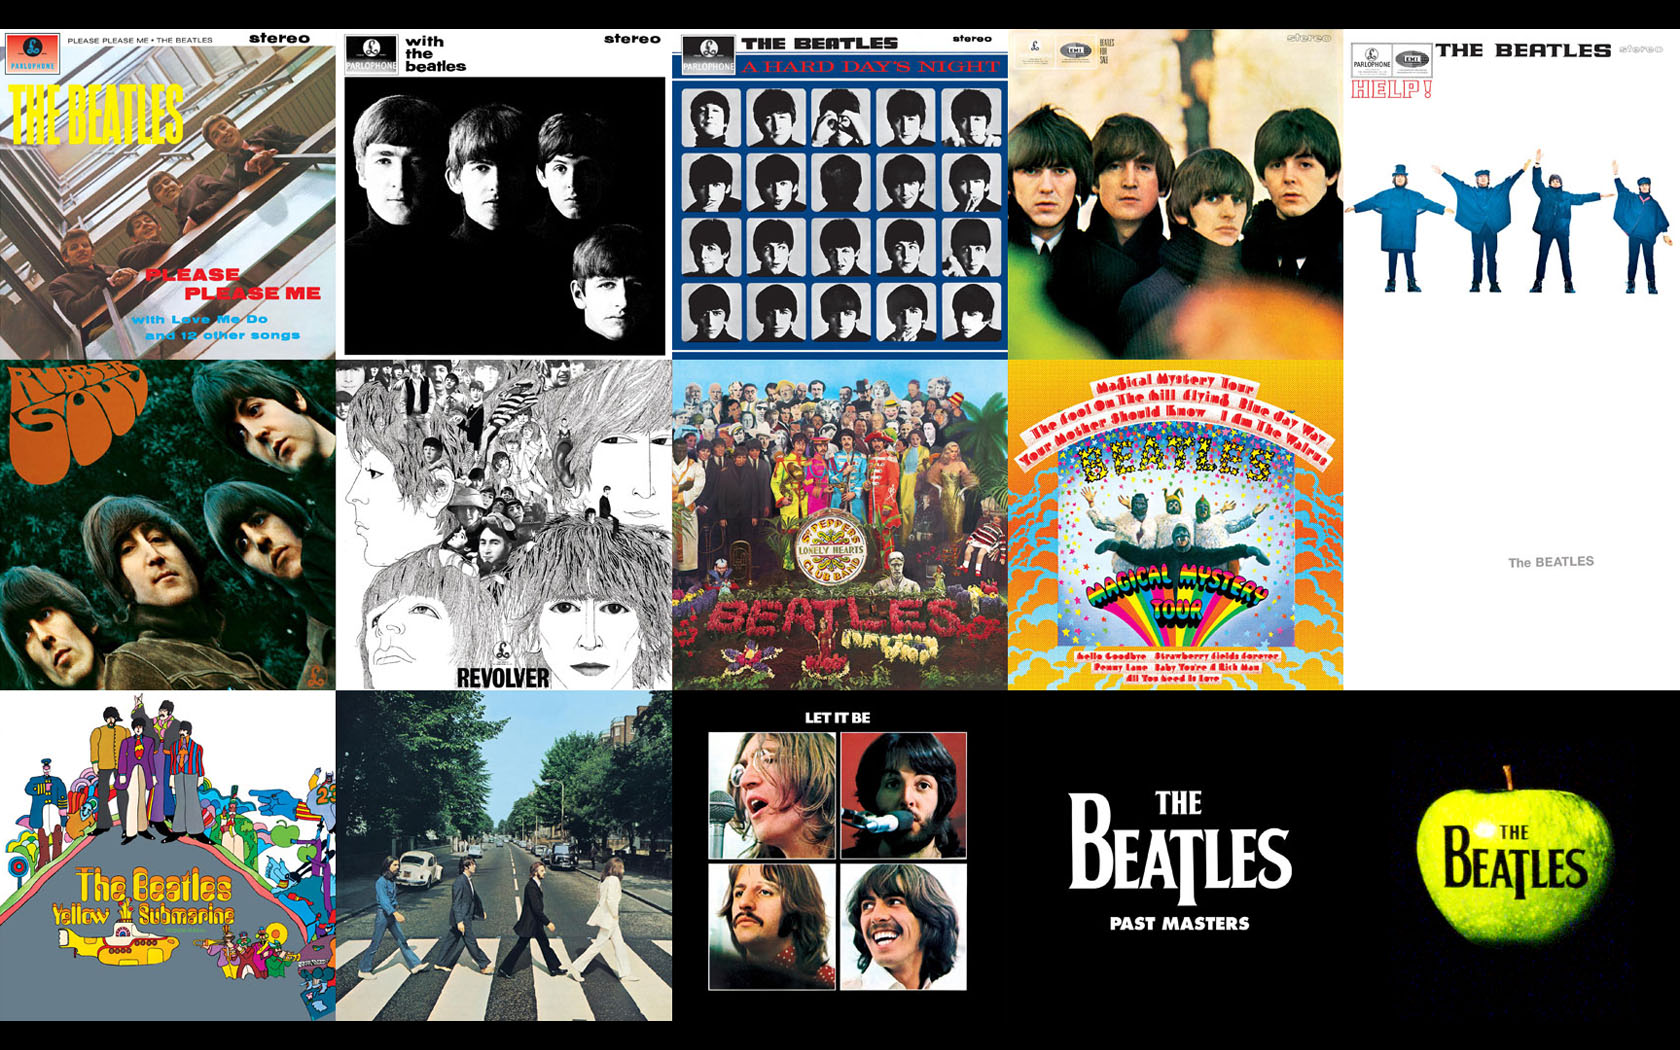 PARLOPHONE
PLEASE PLEASE ME • THE BEATLES
stereo
THE BEATLES
PLEASE
PLEASE ME
with Love Me Do
and 12 other songs
PARLOPHONE
with
the
beatles
stereo
PARLOPHONE
THE BEATLES
stereo
A HARD DAY'S NIGHT
EMI
BEATLES
FOR
SALE
stereo
PARLOPHONE
EMI
THE BEATLES
stereo
HELP!
RUBBER
SOUL
REVOLVER
SGT. PEPPERS
LONELY HEARTS
CLUB BAND
BEATLES
Magical Mystery Tour
The Fool On The Hill Flying Blue Jay Way
Your Mother Should Know I Am The Walrus
BEATLES
MAGICAL MYSTERY
TOUR
Hello Goodbye Strawberry Fields Forever
Penny Lane Baby You're A Rich Man
All You Need Is Love
The BEATLES
The Beatles
Yellow Submarine
LET IT BE
THE
BEATLES
PAST MASTERS
THE
BEATLES